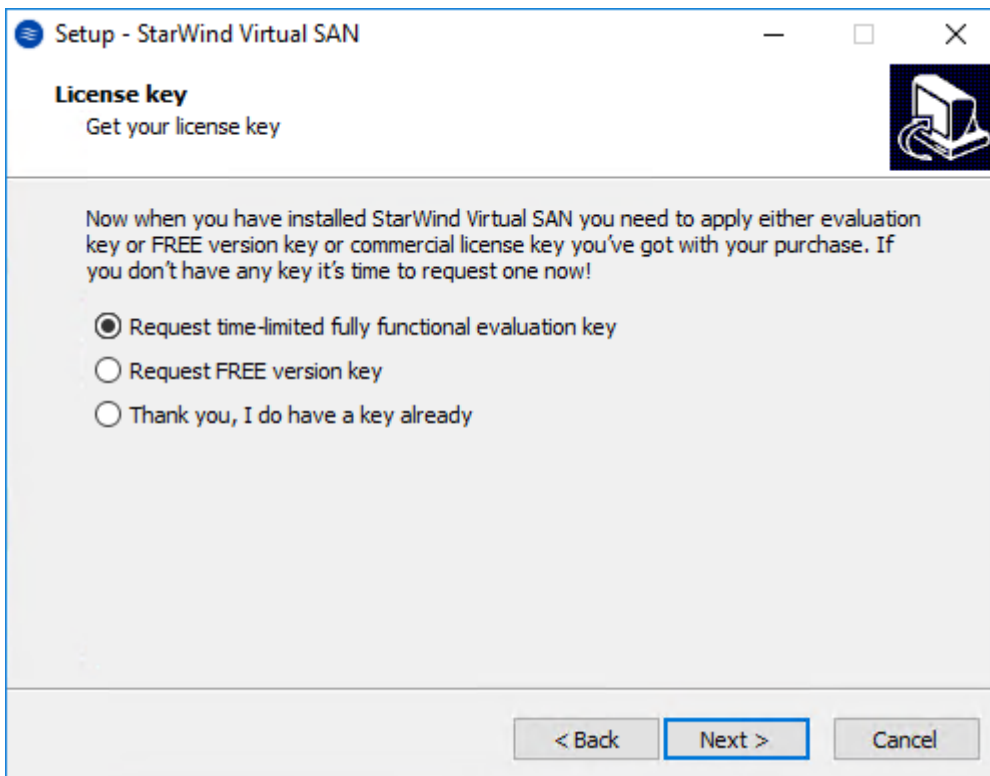 Setup - StarWind Virtual SAN
License key
Get your license key
Now when you have installed StarWind Virtual SAN you need to apply either evaluation
key or FREE version key or commercial license key you've got with your purchase. If
you don't have any key it's time to request one now!
Request time-limited fully functional evaluation key
Request FREE version key
Thank you, I do have a key already
< Back Next > Cancel